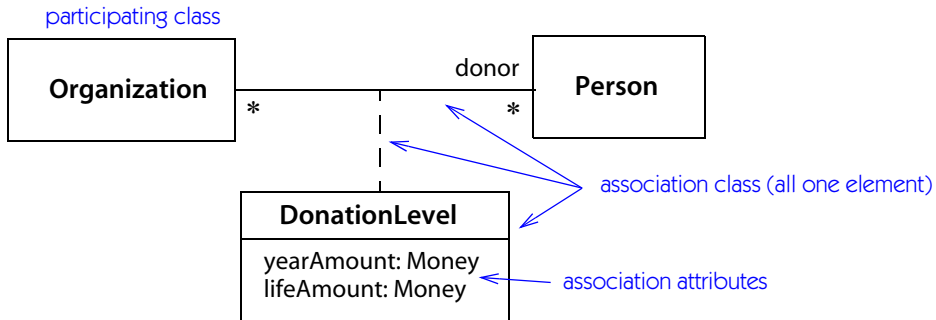 participating class
Organization
donor
Person
*
*
association class (all one element)
DonationLevel
yearAmount: Money
lifeAmount: Money
association attributes